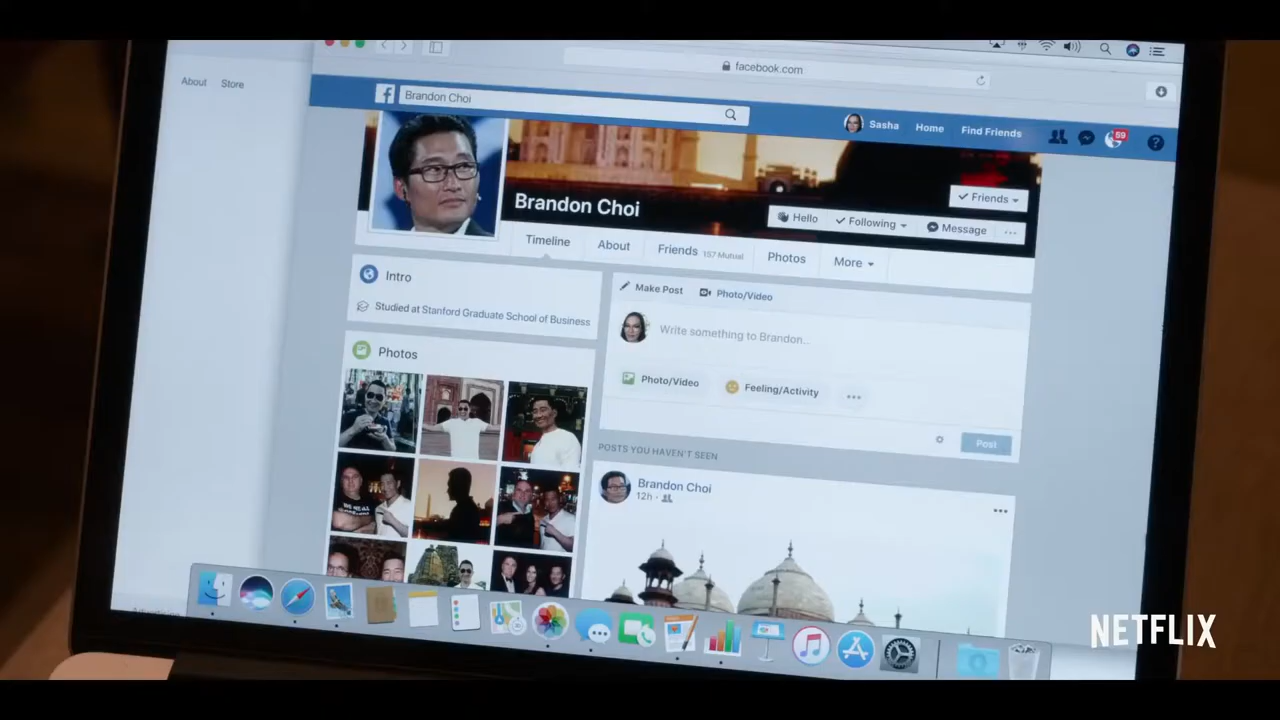 facebook.com
About Store
Brandon Choi
Sasha Home Find Friends 59
Brandon Choi
Friends
Hello Following Message
Timeline About Friends 157 Mutual Photos More
Intro
Studied at Stanford Graduate School of Business
Make Post Photo/Video
Write something to Brandon...
Photo/Video Feeling/Activity
Post
Photos
POSTS YOU HAVEN'T SEEN
Brandon Choi
12h
NETFLIX